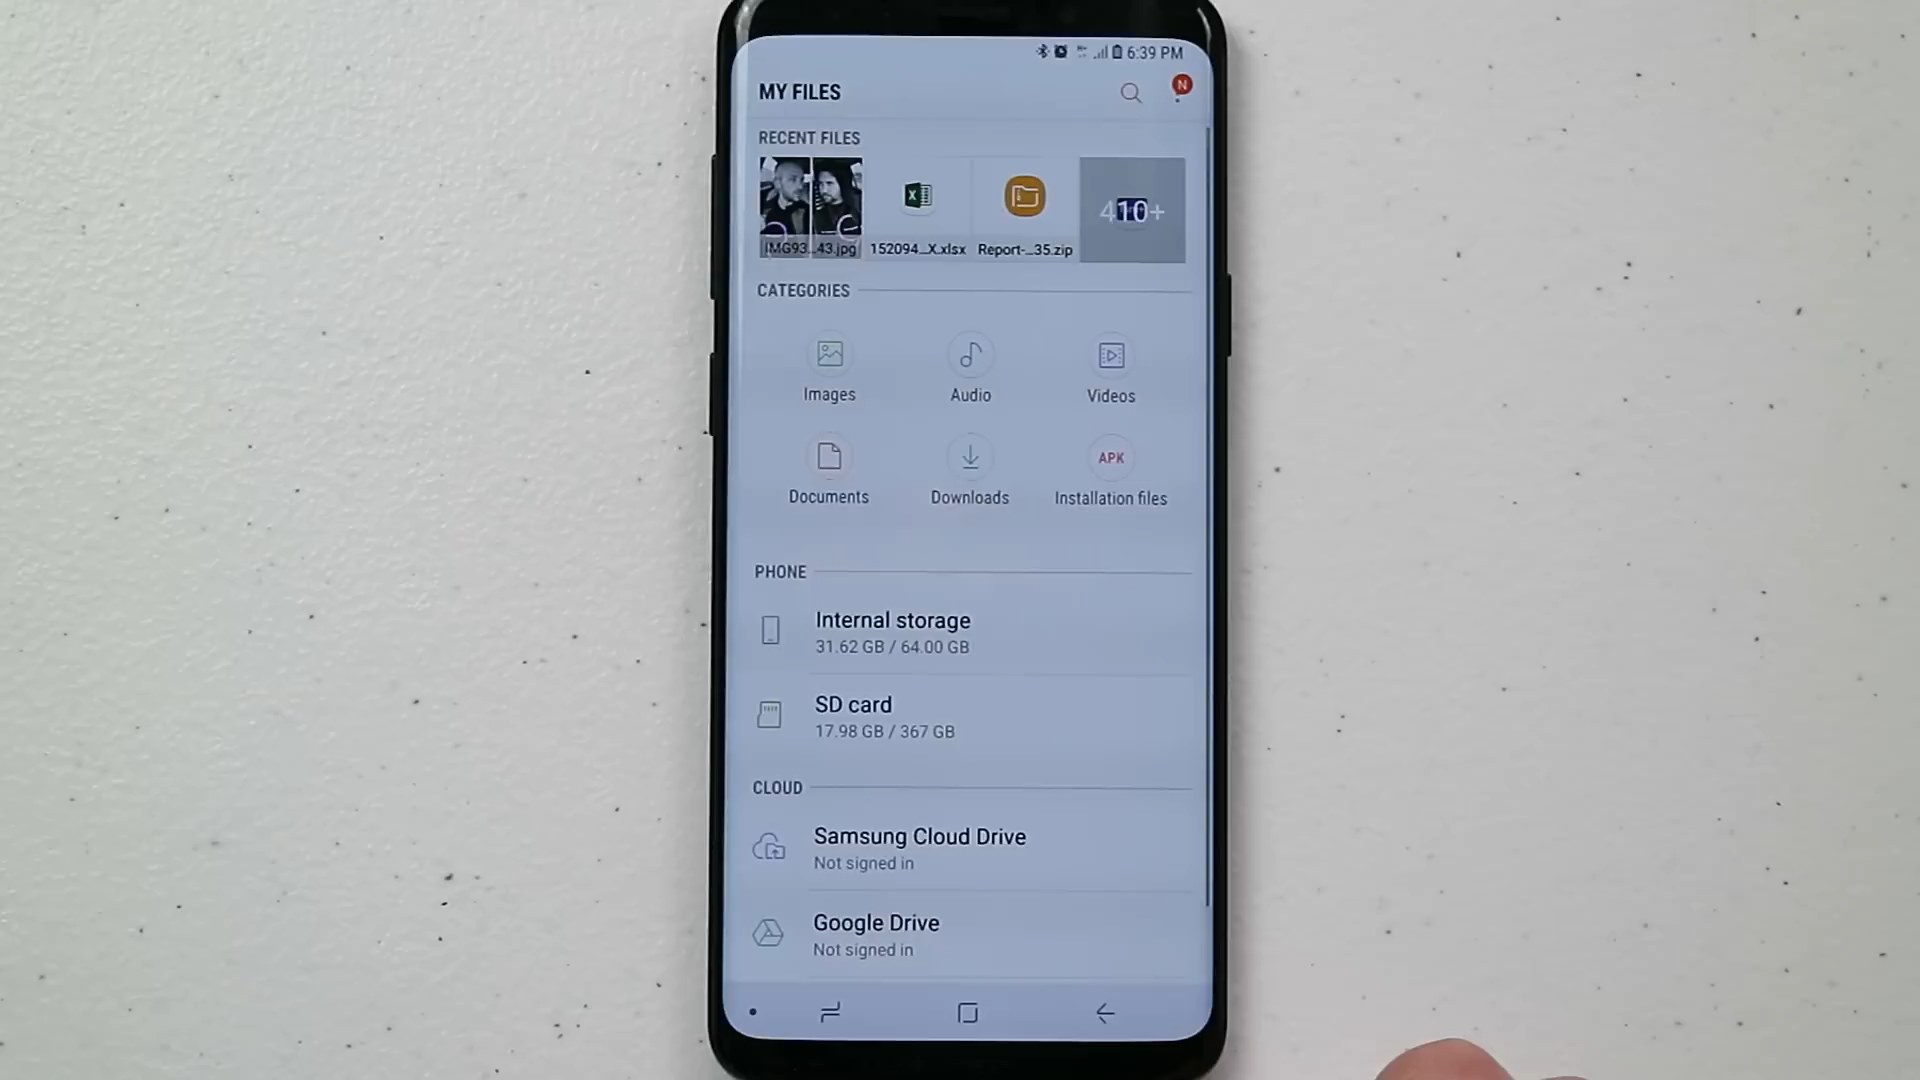 6:39 PM
MY FILES
N
RECENT FILES
IMG93...43.jpg
152094...X.xlsx
Report-...35.zip
410+
CATEGORIES
Images
Audio
Videos
Documents
Downloads
APK
Installation files
PHONE
Internal storage
31.62 GB / 64.00 GB
SD card
17.98 GB / 367 GB
CLOUD
Samsung Cloud Drive
Not signed in
Google Drive
Not signed in